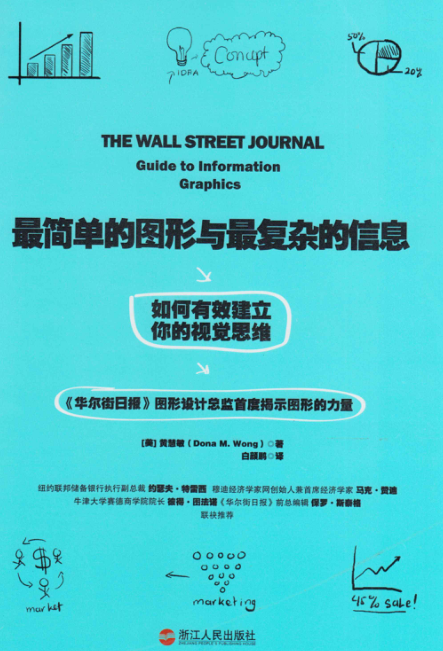 Concept
IDEA
50%
20%
THE WALL STREET JOURNAL
Guide to Information
Graphics
最简单的图形与最复杂的信息
如何有效建立
你的视觉思维
《华尔街日报》图形设计总监首度揭示图形的力量
[美] 黄慧敏 (Dona M. Wong) ◎著
白颜鹏◎译
纽约联邦储备银行执行副总裁 约瑟夫·特雷西 穆迪经济学家网创始人兼首席经济学家 马克·赞迪
牛津大学赛德商学院院长 彼得·图法诺 《华尔街日报》前总编辑 保罗·斯泰格
联袂推荐
$
market
marketing
45% sale!
浙江人民出版社
ZHEJIANG PEOPLE'S PUBLISHING HOUSE